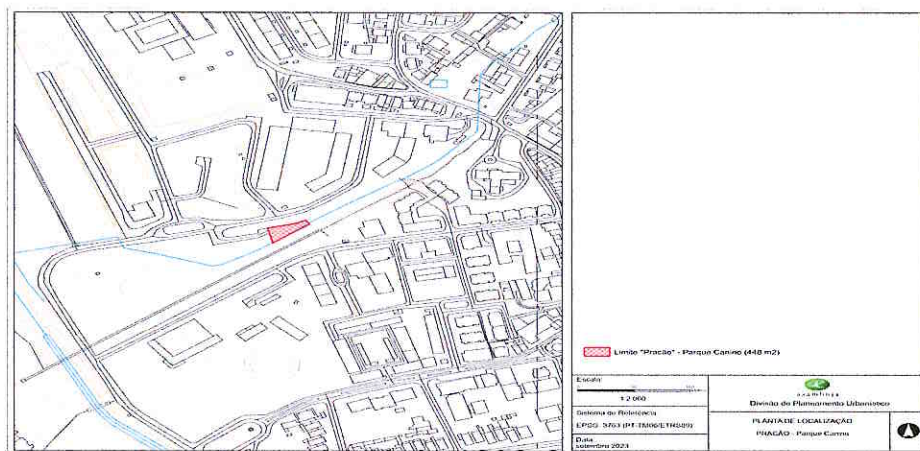 Limite "Pracão" - Parque Canino (448 m2)
Escala:
1:2 000
Sistema de Referência
EPSG: 3763 (PT-TM06/ETRS89)
Data
setembro 2023
azambuja
Divisão de Planeamento Urbanístico
PLANTA DE LOCALIZAÇÃO
PRACÃO - Parque Canino